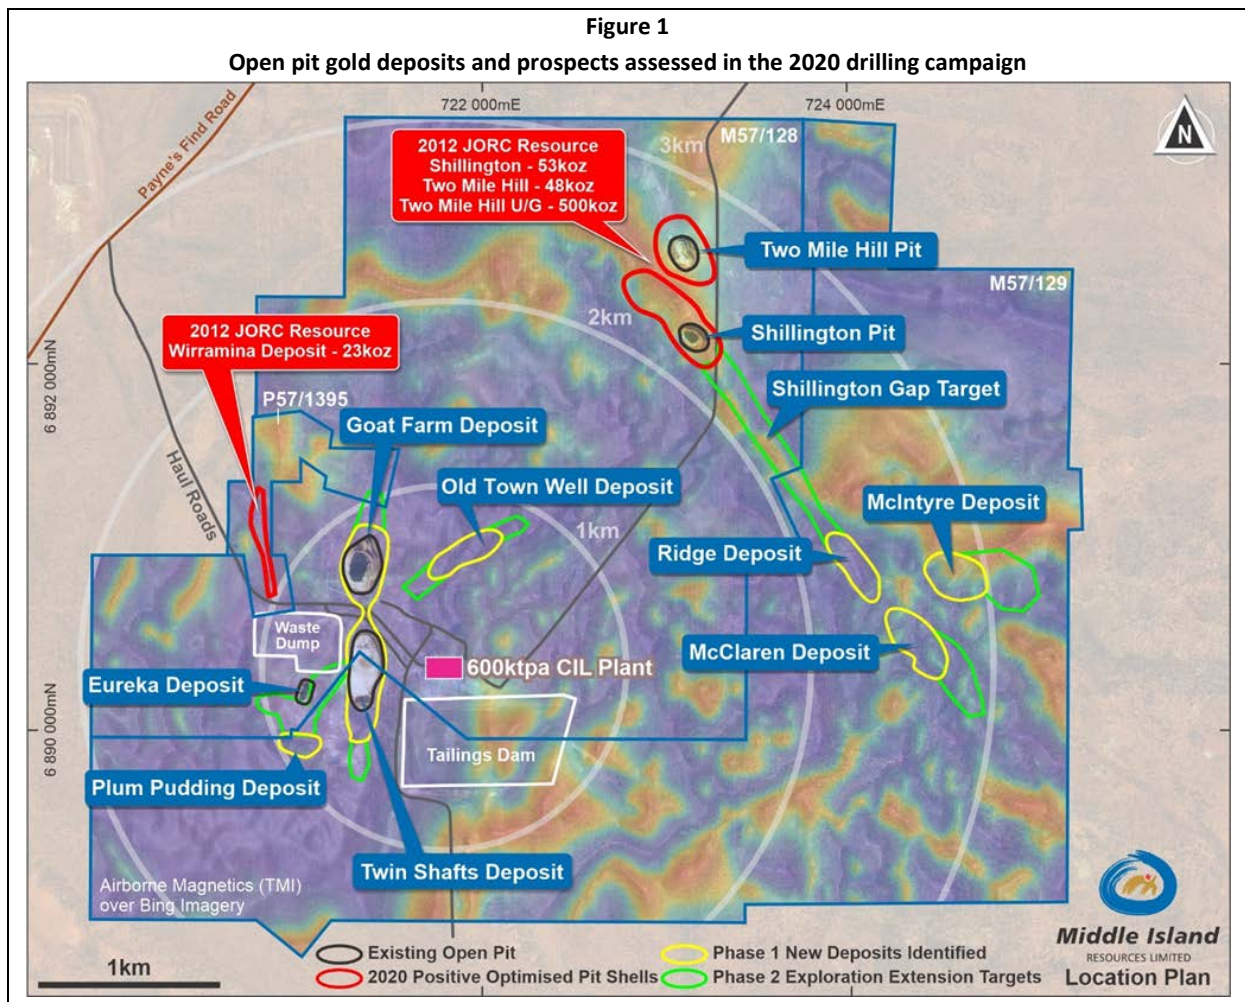 Figure 1
Open pit gold deposits and prospects assessed in the 2020 drilling campaign
722 000mE
724 000mE
Payne's Find Road
2012 JORC Resource
Shillington - 53koz
Two Mile Hill - 48koz
Two Mile Hill U/G - 500koz
3km
M57/128
N
Two Mile Hill Pit
M57/129
2km
Shillington Pit
2012 JORC Resource
Wirramina Deposit - 23koz
6 892 000mN
Shillington Gap Target
P57/1395
Goat Farm Deposit
Haul Roads
Old Town Well Deposit
McIntyre Deposit
1km
Ridge Deposit
Waste
Dump
McClaren Deposit
600ktpa CIL Plant
Eureka Deposit
6 890 000mN
Tailings Dam
Plum Pudding Deposit
Twin Shafts Deposit
Airborne Magnetics (TMI)
over Bing Imagery
1km
Existing Open Pit
2020 Positive Optimised Pit Shells
Phase 1 New Deposits Identified
Phase 2 Exploration Extension Targets
Middle Island
RESOURCES LIMITED
Location Plan